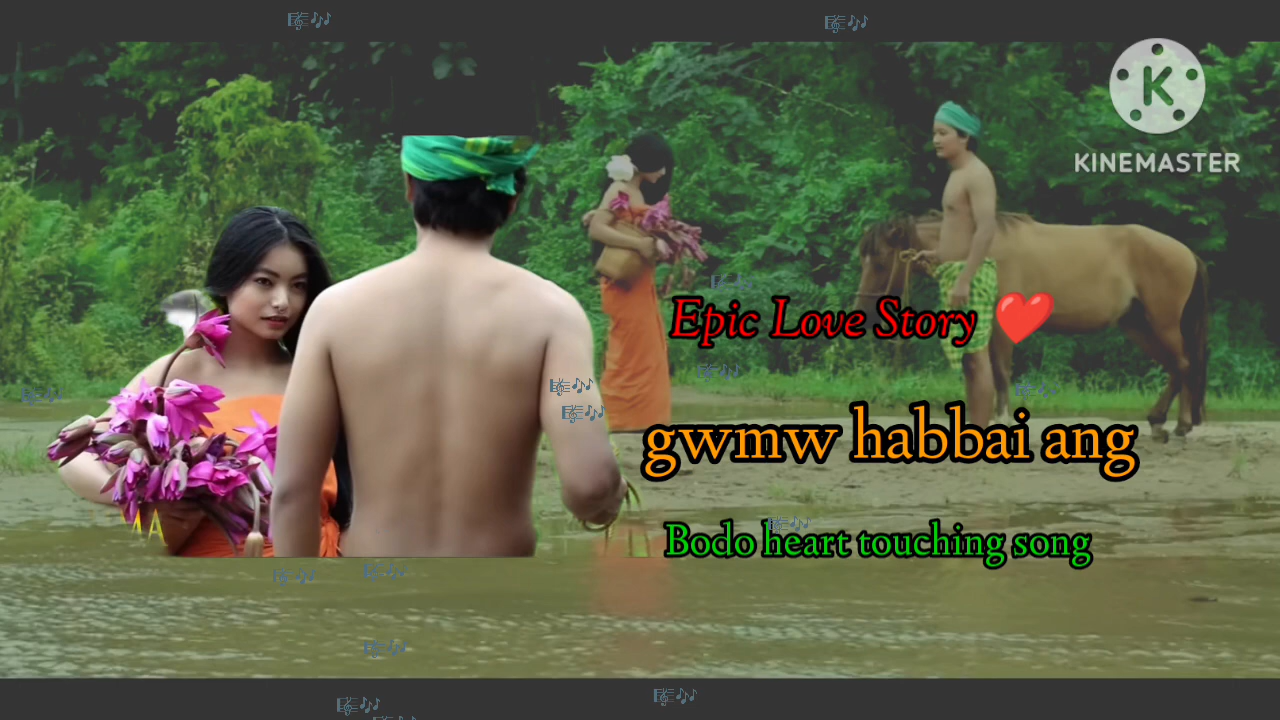 K
KINEMASTER
Epic Love Story ❤️
gwmw habbai ang
Bodo heart touching song